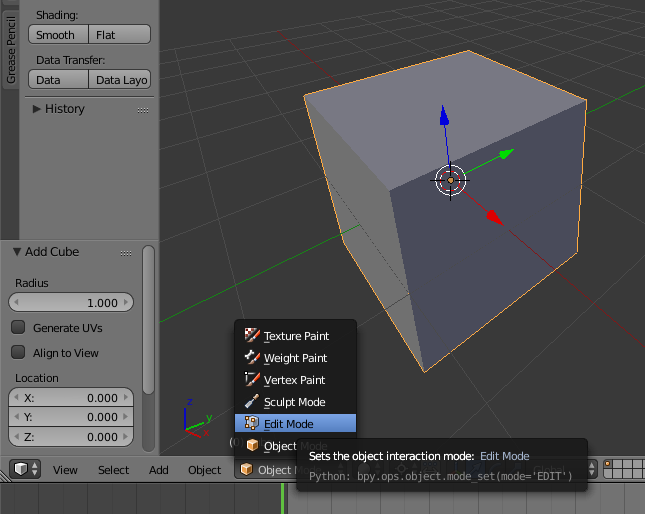 Grease Pencil
Shading:
Smooth Flat
Data Transfer:
Data Data Layo
History
Add Cube
Radius
1.000
Generate UVs
Align to View
Location
X: 0.000
Y: 0.000
Z: 0.000
z
y
x
Texture Paint
Weight Paint
Vertex Paint
Sculpt Mode
Edit Mode
Object Mode
(0)
View Select Add Object Object Mo
Sets the object interaction mode: Edit Mode
Python: bpy.ops.object.mode_set(mode='EDIT')